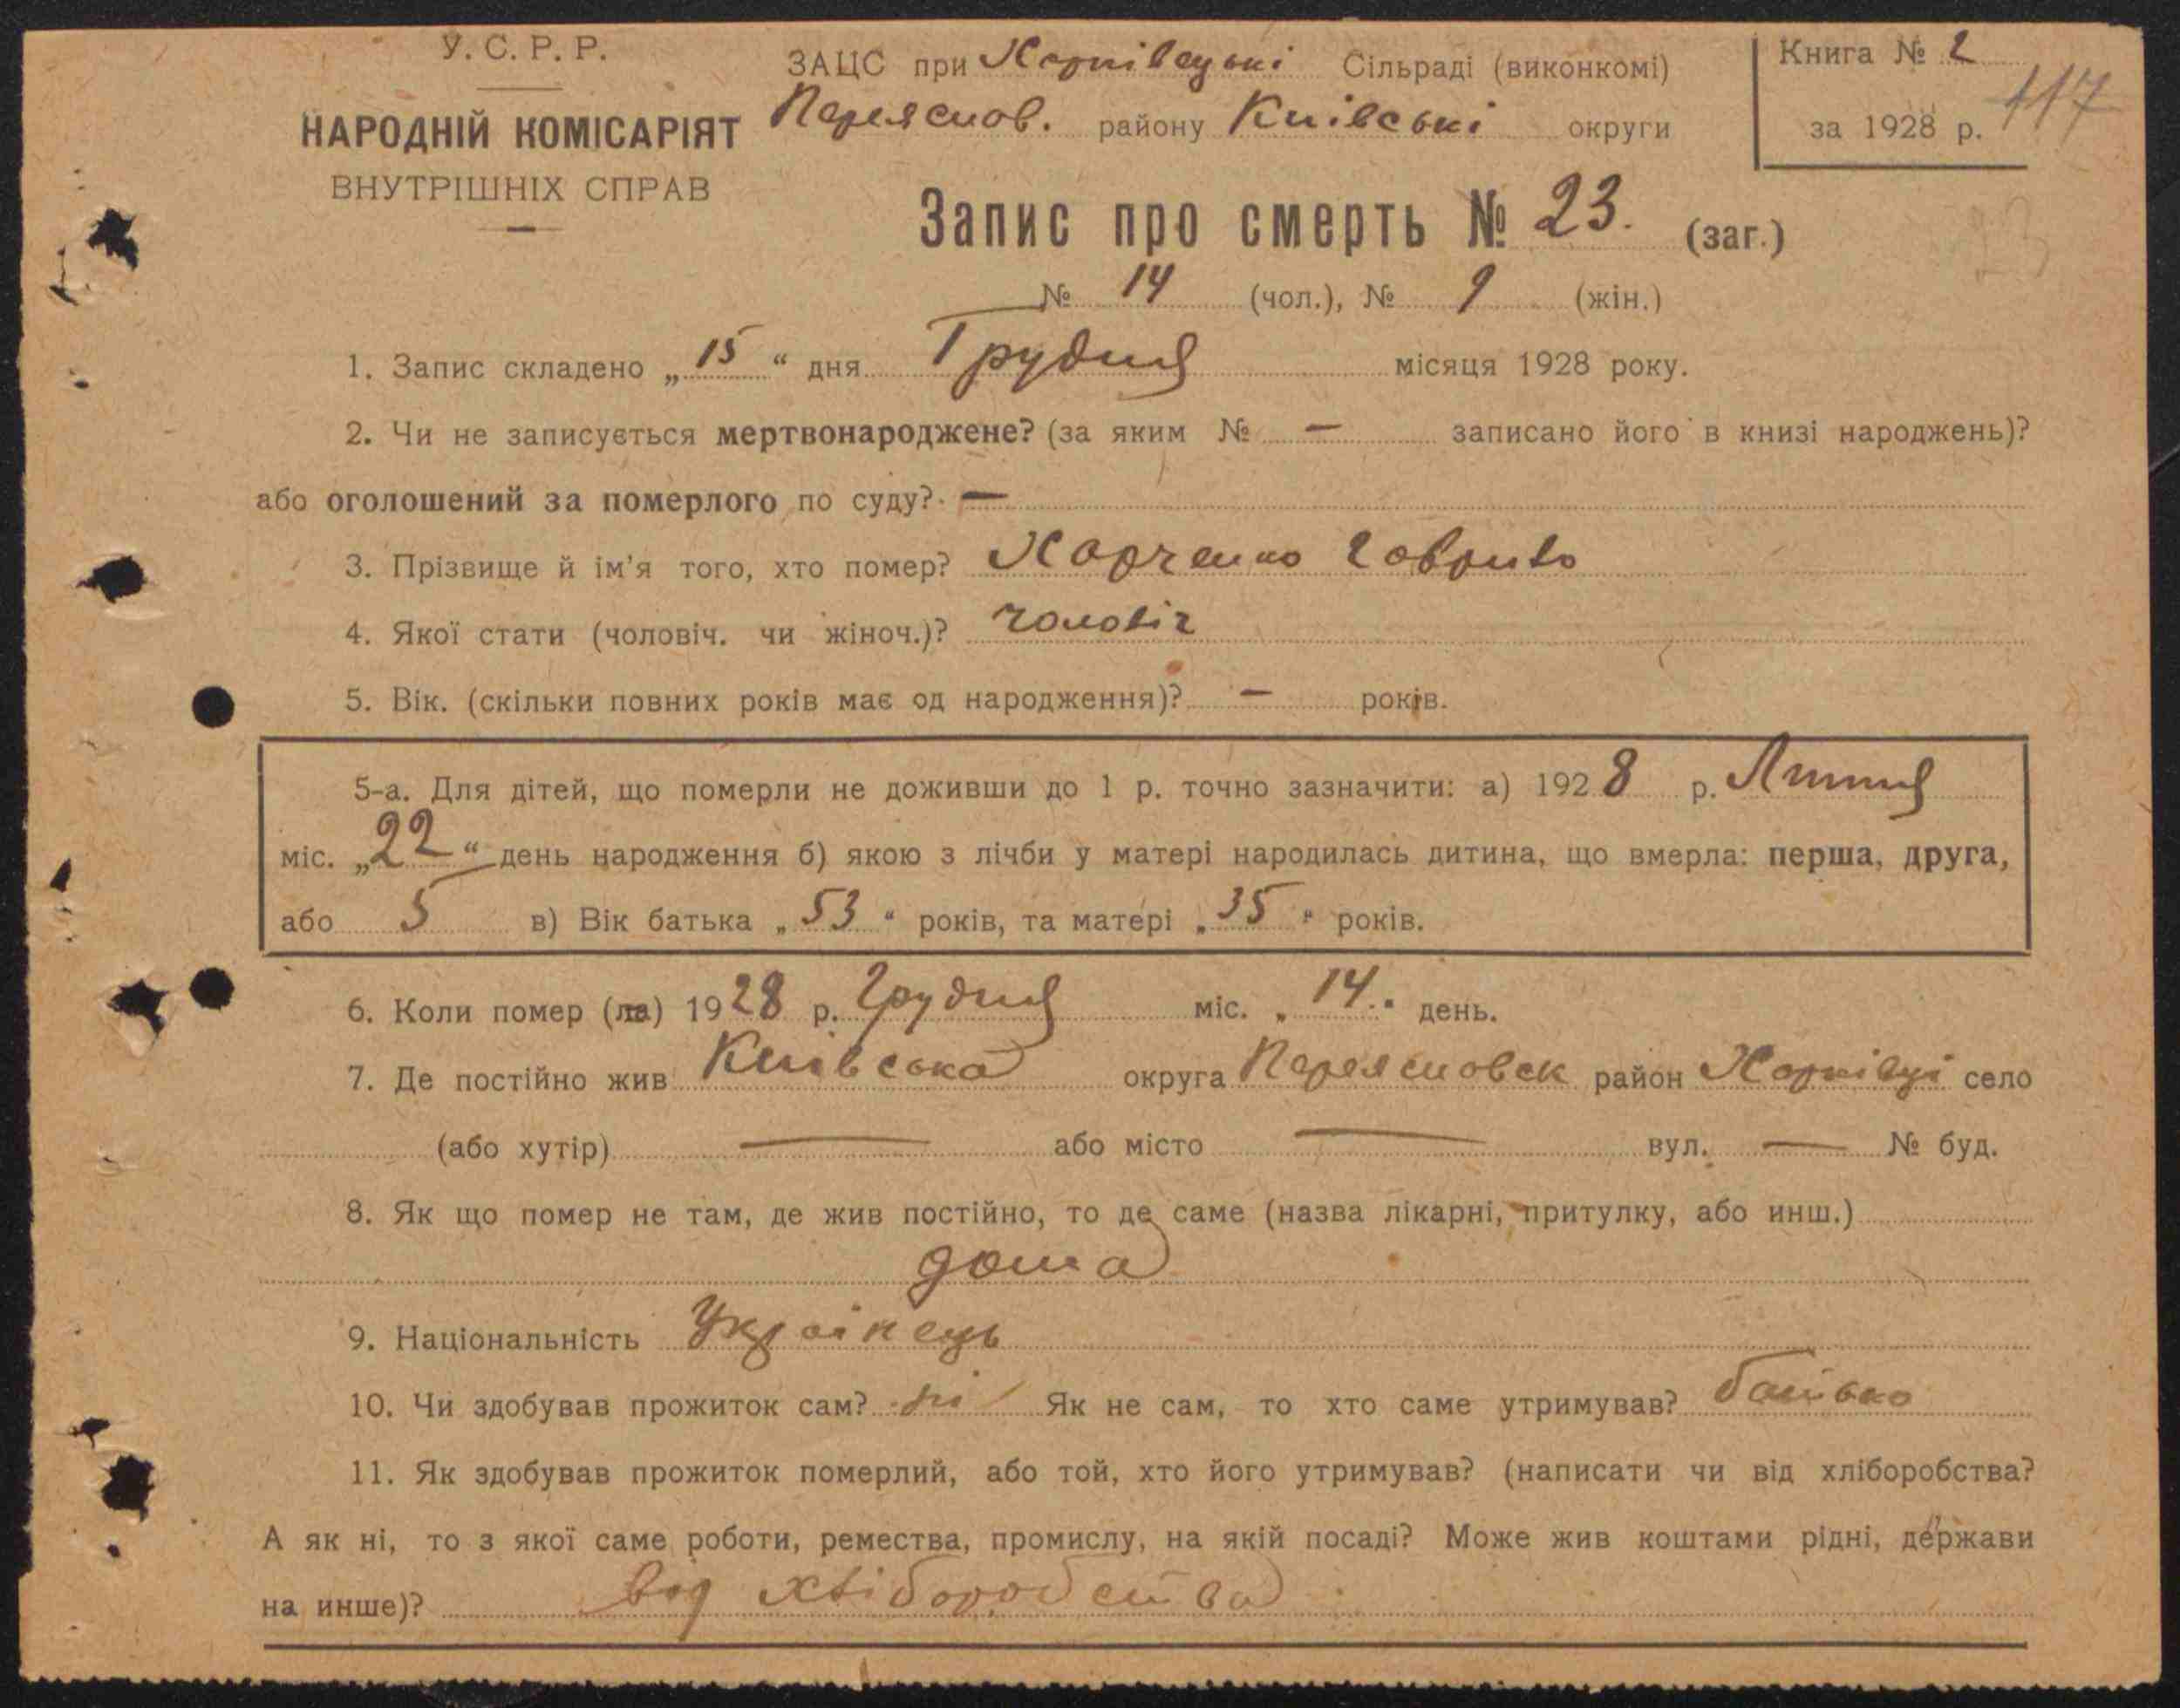 У. С. Р. Р.
НАРОДНІЙ КОМІСАРІЯТ
ВНУТРІШНІХ СПРАВ
ЗАЦС при Харківецькі Сільраді (виконкомі)
Переяслов. району Київські округи
Книга № 2
за 1928 р.
117
Запис про смерть № 23. (заг.)
№ 14 (чол.), № 9 (жін.)
1. Запис складено „15“ дня Грудня місяця 1928 року.
2. Чи не записується мертвонароджене? (за яким № — записано його в книзі народжень)?
або оголошений за померлого по суду? —
3. Прізвище й ім'я того, хто помер? Харченко Гаврило
4. Якої стати (чоловіч. чи жіноч.)? чоловіч
5. Вік. (скільки повних років має од народження)? — років.
5-а. Для дітей, що померли не доживши до 1 р. точно зазначити: а) 1928 р. Липня
міс. „22“ день народження б) якою з лічби у матері народилась дитина, що вмерла: перша, друга,
або 5 в) Вік батька „53“ років, та матері „35“ років.
6. Коли помер (ла) 1928 р. Грудня міс. „14“ день.
7. Де постійно жив Київська округа Переясловск район Харківці село
(або хутір) — або місто — вул. — № буд.
8. Як що помер не там, де жив постійно, то де саме (назва лікарні, притулку, або инш.)
дома
9. Національність Українець
10. Чи здобував прожиток сам? ні Як не сам, то хто саме утримував? батько
11. Як здобував прожиток померлий, або той, хто його утримував? (написати чи від хліборобства?
А як ні, то з якої саме роботи, ремества, промислу, на якій посаді? Може жив коштами рідні, держави
на инше)? вод хліборобства